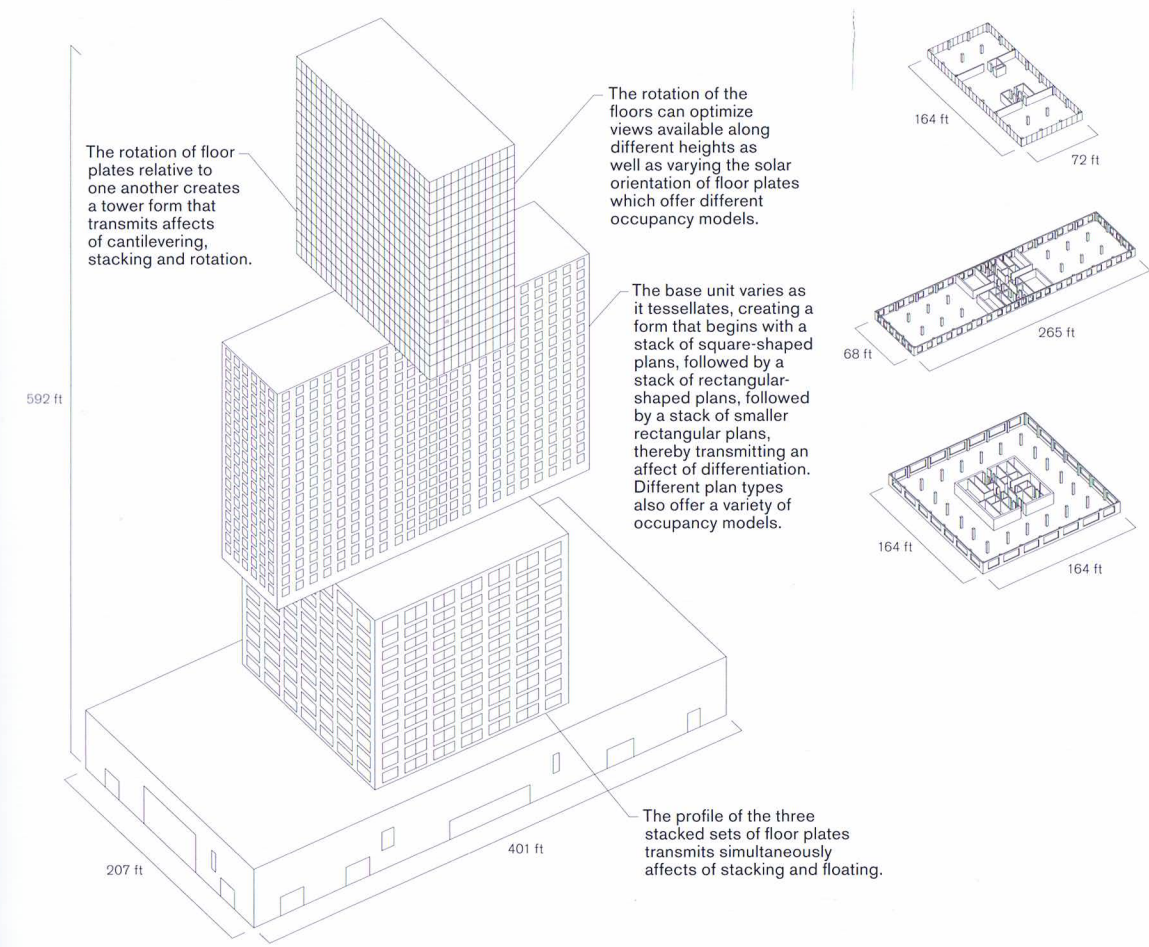 The rotation of floor
plates relative to
one another creates
a tower form that
transmits affects
of cantilevering,
stacking and rotation.
The rotation of the
floors can optimize
views available along
different heights as
well as varying the solar
orientation of floor plates
which offer different
occupancy models.
The base unit varies as
it tessellates, creating a
form that begins with a
stack of square-shaped
plans, followed by a
stack of rectangular-
shaped plans, followed
by a stack of smaller
rectangular plans,
thereby transmitting an
affect of differentiation.
Different plan types
also offer a variety of
occupancy models.
The profile of the three
stacked sets of floor plates
transmits simultaneously
affects of stacking and floating.
592 ft
207 ft
401 ft
164 ft
72 ft
68 ft
265 ft
164 ft
164 ft